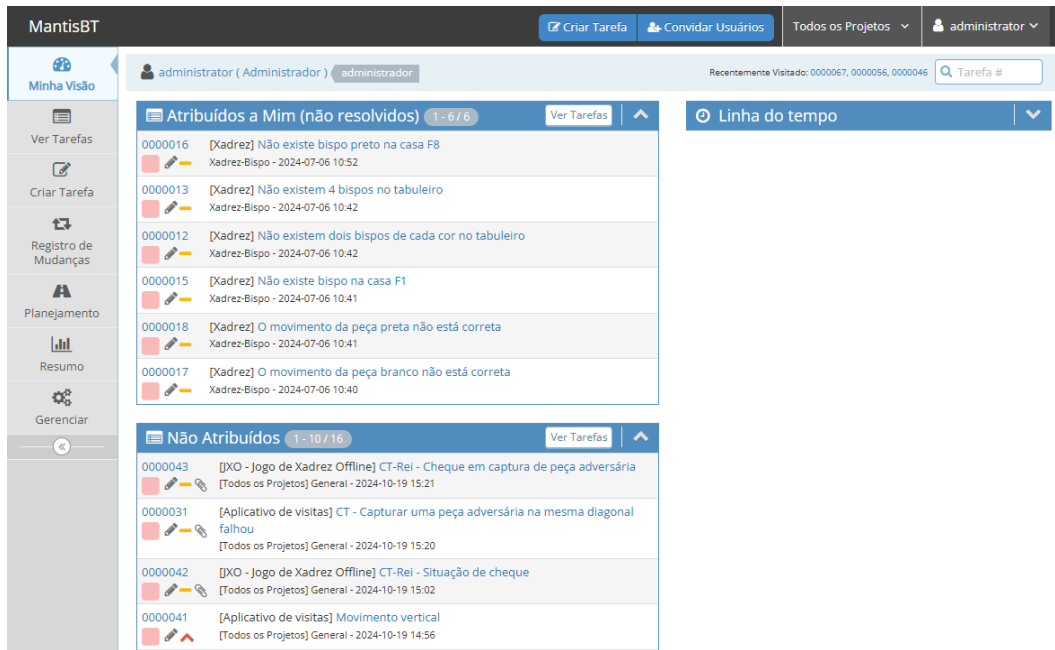 MantisBT
Criar Tarefa
Convidar Usuários
Todos os Projetos
administrator
Minha Visão
Ver Tarefas
Criar Tarefa
Registro de
Mudanças
Planejamento
Resumo
Gerenciar
administrator ( Administrador ) administrador
Recentemente Visitado: 0000067, 0000056, 0000046
Tarefa #
Atribuídos a Mim (não resolvidos) 1 - 6 / 6
Ver Tarefas
0000016 [Xadrez] Não existe bispo preto na casa F8
Xadrez-Bispo - 2024-07-06 10:52
0000013 [Xadrez] Não existem 4 bispos no tabuleiro
Xadrez-Bispo - 2024-07-06 10:42
0000012 [Xadrez] Não existem dois bispos de cada cor no tabuleiro
Xadrez-Bispo - 2024-07-06 10:42
0000015 [Xadrez] Não existe bispo na casa F1
Xadrez-Bispo - 2024-07-06 10:41
0000018 [Xadrez] O movimento da peça preta não está correta
Xadrez-Bispo - 2024-07-06 10:41
0000017 [Xadrez] O movimento da peça branco não está correta
Xadrez-Bispo - 2024-07-06 10:40
Não Atribuídos 1 - 10 / 16
Ver Tarefas
0000043 [JXO - Jogo de Xadrez Offline] CT-Rei - Cheque em captura de peça adversária
[Todos os Projetos] General - 2024-10-19 15:21
0000031 [Aplicativo de visitas] CT - Capturar uma peça adversária na mesma diagonal
falhou
[Todos os Projetos] General - 2024-10-19 15:20
0000042 [JXO - Jogo de Xadrez Offline] CT-Rei - Situação de cheque
[Todos os Projetos] General - 2024-10-19 15:02
0000041 [Aplicativo de visitas] Movimento vertical
[Todos os Projetos] General - 2024-10-19 14:56
Linha do tempo